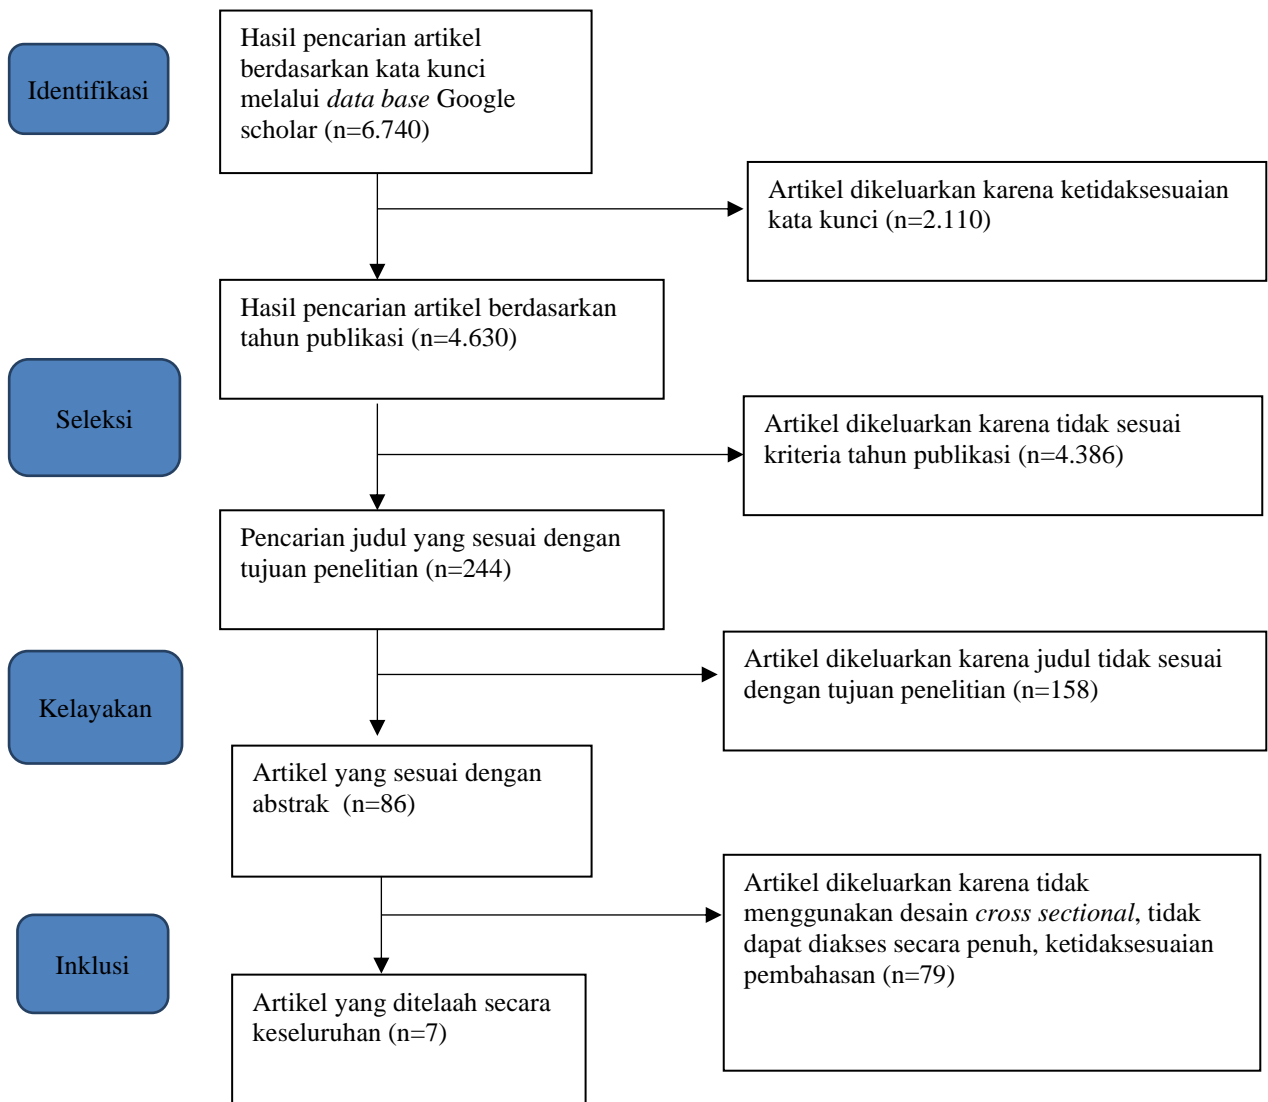 Identifikasi
Hasil pencarian artikel
berdasarkan kata kunci
melalui data base Google
scholar (n=6.740)
Artikel dikeluarkan karena ketidaksesuaian
kata kunci (n=2.110)
Hasil pencarian artikel berdasarkan
tahun publikasi (n=4.630)
Seleksi
Artikel dikeluarkan karena tidak sesuai
kriteria tahun publikasi (n=4.386)
Pencarian judul yang sesuai dengan
tujuan penelitian (n=244)
Kelayakan
Artikel dikeluarkan karena judul tidak sesuai
dengan tujuan penelitian (n=158)
Artikel yang sesuai dengan
abstrak  (n=86)
Inklusi
Artikel dikeluarkan karena tidak
menggunakan desain cross sectional, tidak
dapat diakses secara penuh, ketidaksesuaian
pembahasan (n=79)
Artikel yang ditelaah secara
keseluruhan (n=7)